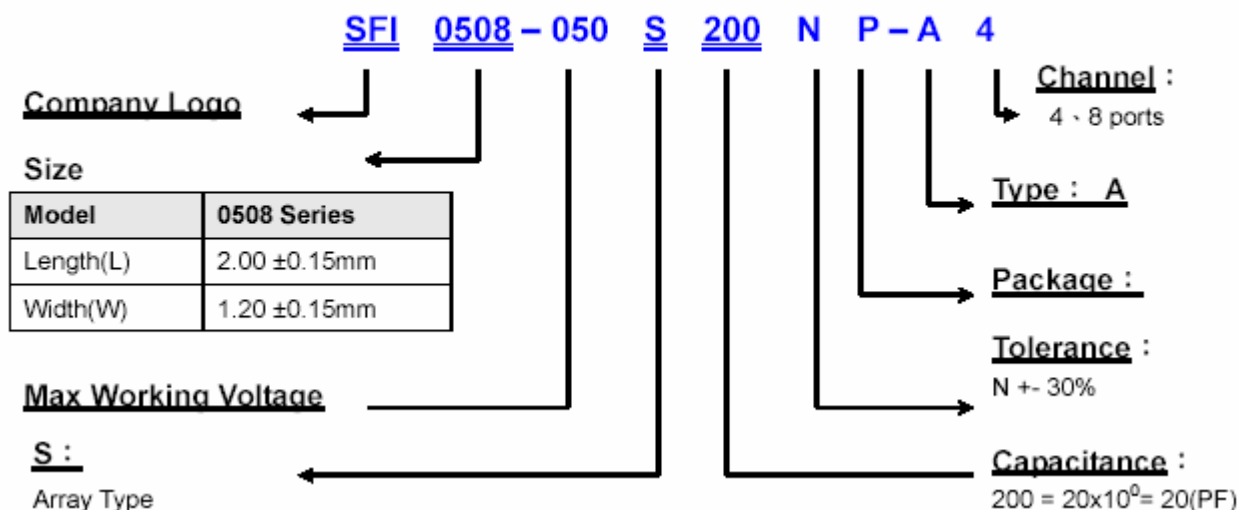 SFI 0508 – 050 S 200 N P – A 4
Company Logo
Channel：
4、8 ports
Size
Model 0508 Series
Length(L) 2.00 ±0.15mm
Width(W) 1.20 ±0.15mm
Type： A
Package：
Tolerance：
N +- 30%
Max Working Voltage
S：
Array Type
Capacitance：
200 = 20x10⁰= 20(PF)